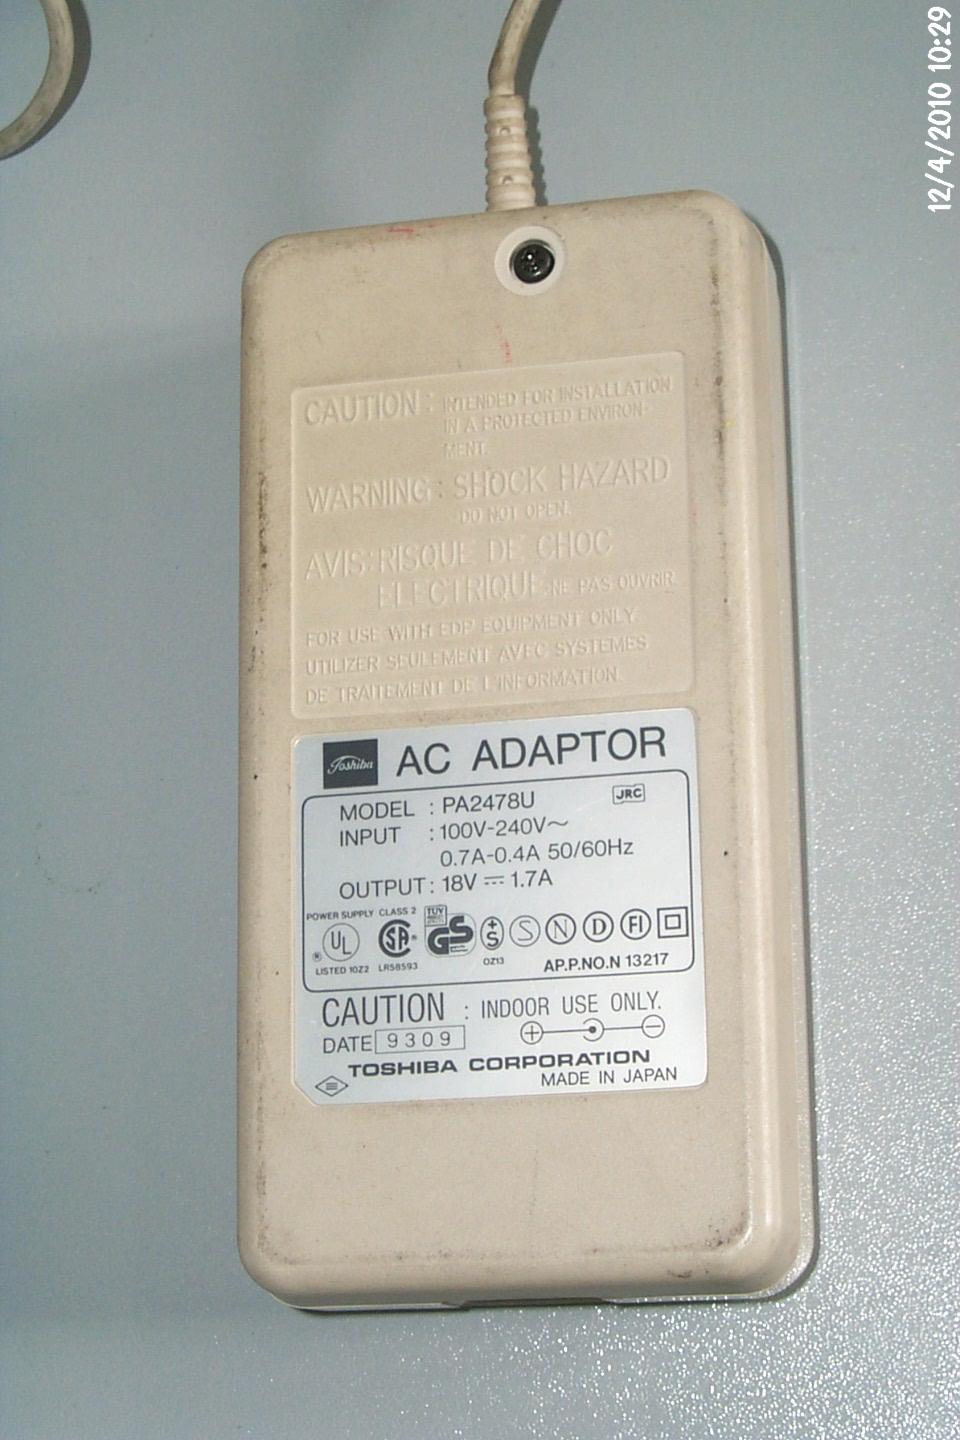 12/4/2010 10:29
CAUTION : INTENDED FOR INSTALLATION
IN A PROTECTED ENVIRON-
MENT.
WARNING : SHOCK HAZARD
DO NOT OPEN.
AVIS : RISQUE DE CHOC
ELECTRIQUE. NE PAS OUVRIR.
FOR USE WITH EDP EQUIPMENT ONLY.
UTILIZER SEULEMENT AVEC SYSTEMES
DE TRAITEMENT DE L'INFORMATION.
Toshiba AC ADAPTOR
MODEL : PA2478U JRC
INPUT : 100V-240V~
0.7A-0.4A 50/60Hz
OUTPUT : 18V ⎓ 1.7A
POWER SUPPLY CLASS 2
UL ® SA ® TUV GS +S S N D FI
LISTED 10Z2 LR58593 OZ13 AP.P.NO.N 13217
CAUTION : INDOOR USE ONLY.
DATE 9309
TOSHIBA CORPORATION
MADE IN JAPAN